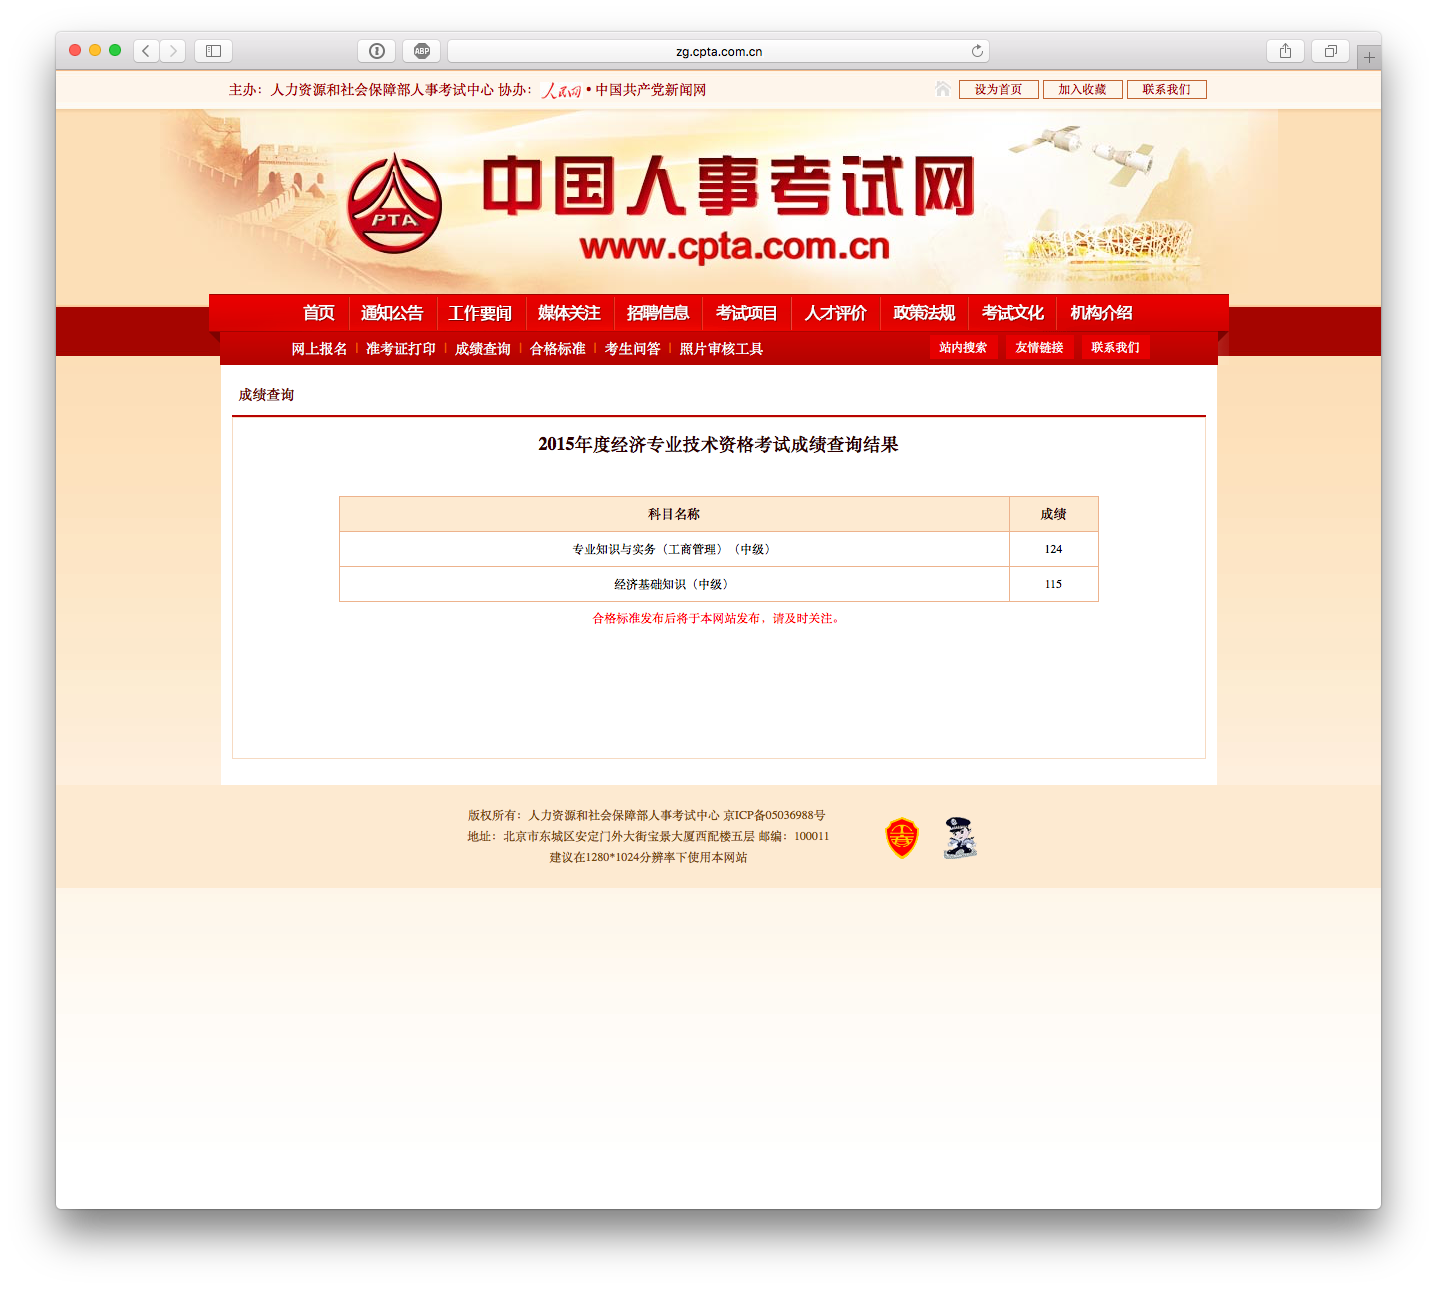 zg.cpta.com.cn
ABP
主办：人力资源和社会保障部人事考试中心 协办：人民网 • 中国共产党新闻网
设为首页 加入收藏 联系我们
PTA
中国人事考试网
www.cpta.com.cn
首页 通知公告 工作要闻 媒体关注 招聘信息 考试项目 人才评价 政策法规 考试文化 机构介绍
网上报名 | 准考证打印 | 成绩查询 | 合格标准 | 考生问答 | 照片审核工具 站内搜索 友情链接 联系我们
成绩查询
2015年度经济专业技术资格考试成绩查询结果
科目名称 成绩
专业知识与实务（工商管理）（中级） 124
经济基础知识（中级） 115
合格标准发布后将于本网站发布，请及时关注。
版权所有：人力资源和社会保障部人事考试中心 京ICP备05036988号
地址：北京市东城区安定门外大街宝景大厦西配楼五层 邮编：100011
建议在1280*1024分辨率下使用本网站